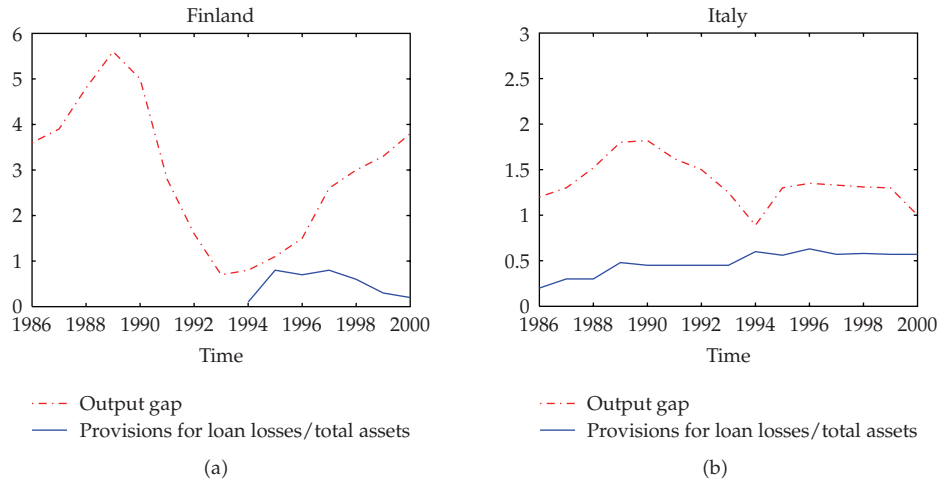 Finland
6
5
4
3
2
1
0
1986 1988 1990 1992 1994 1996 1998 2000
Time
Output gap
Provisions for loan losses/total assets
(a)
Italy
3
2.5
2
1.5
1
0.5
0
1986 1988 1990 1992 1994 1996 1998 2000
Time
Output gap
Provisions for loan losses/total assets
(b)